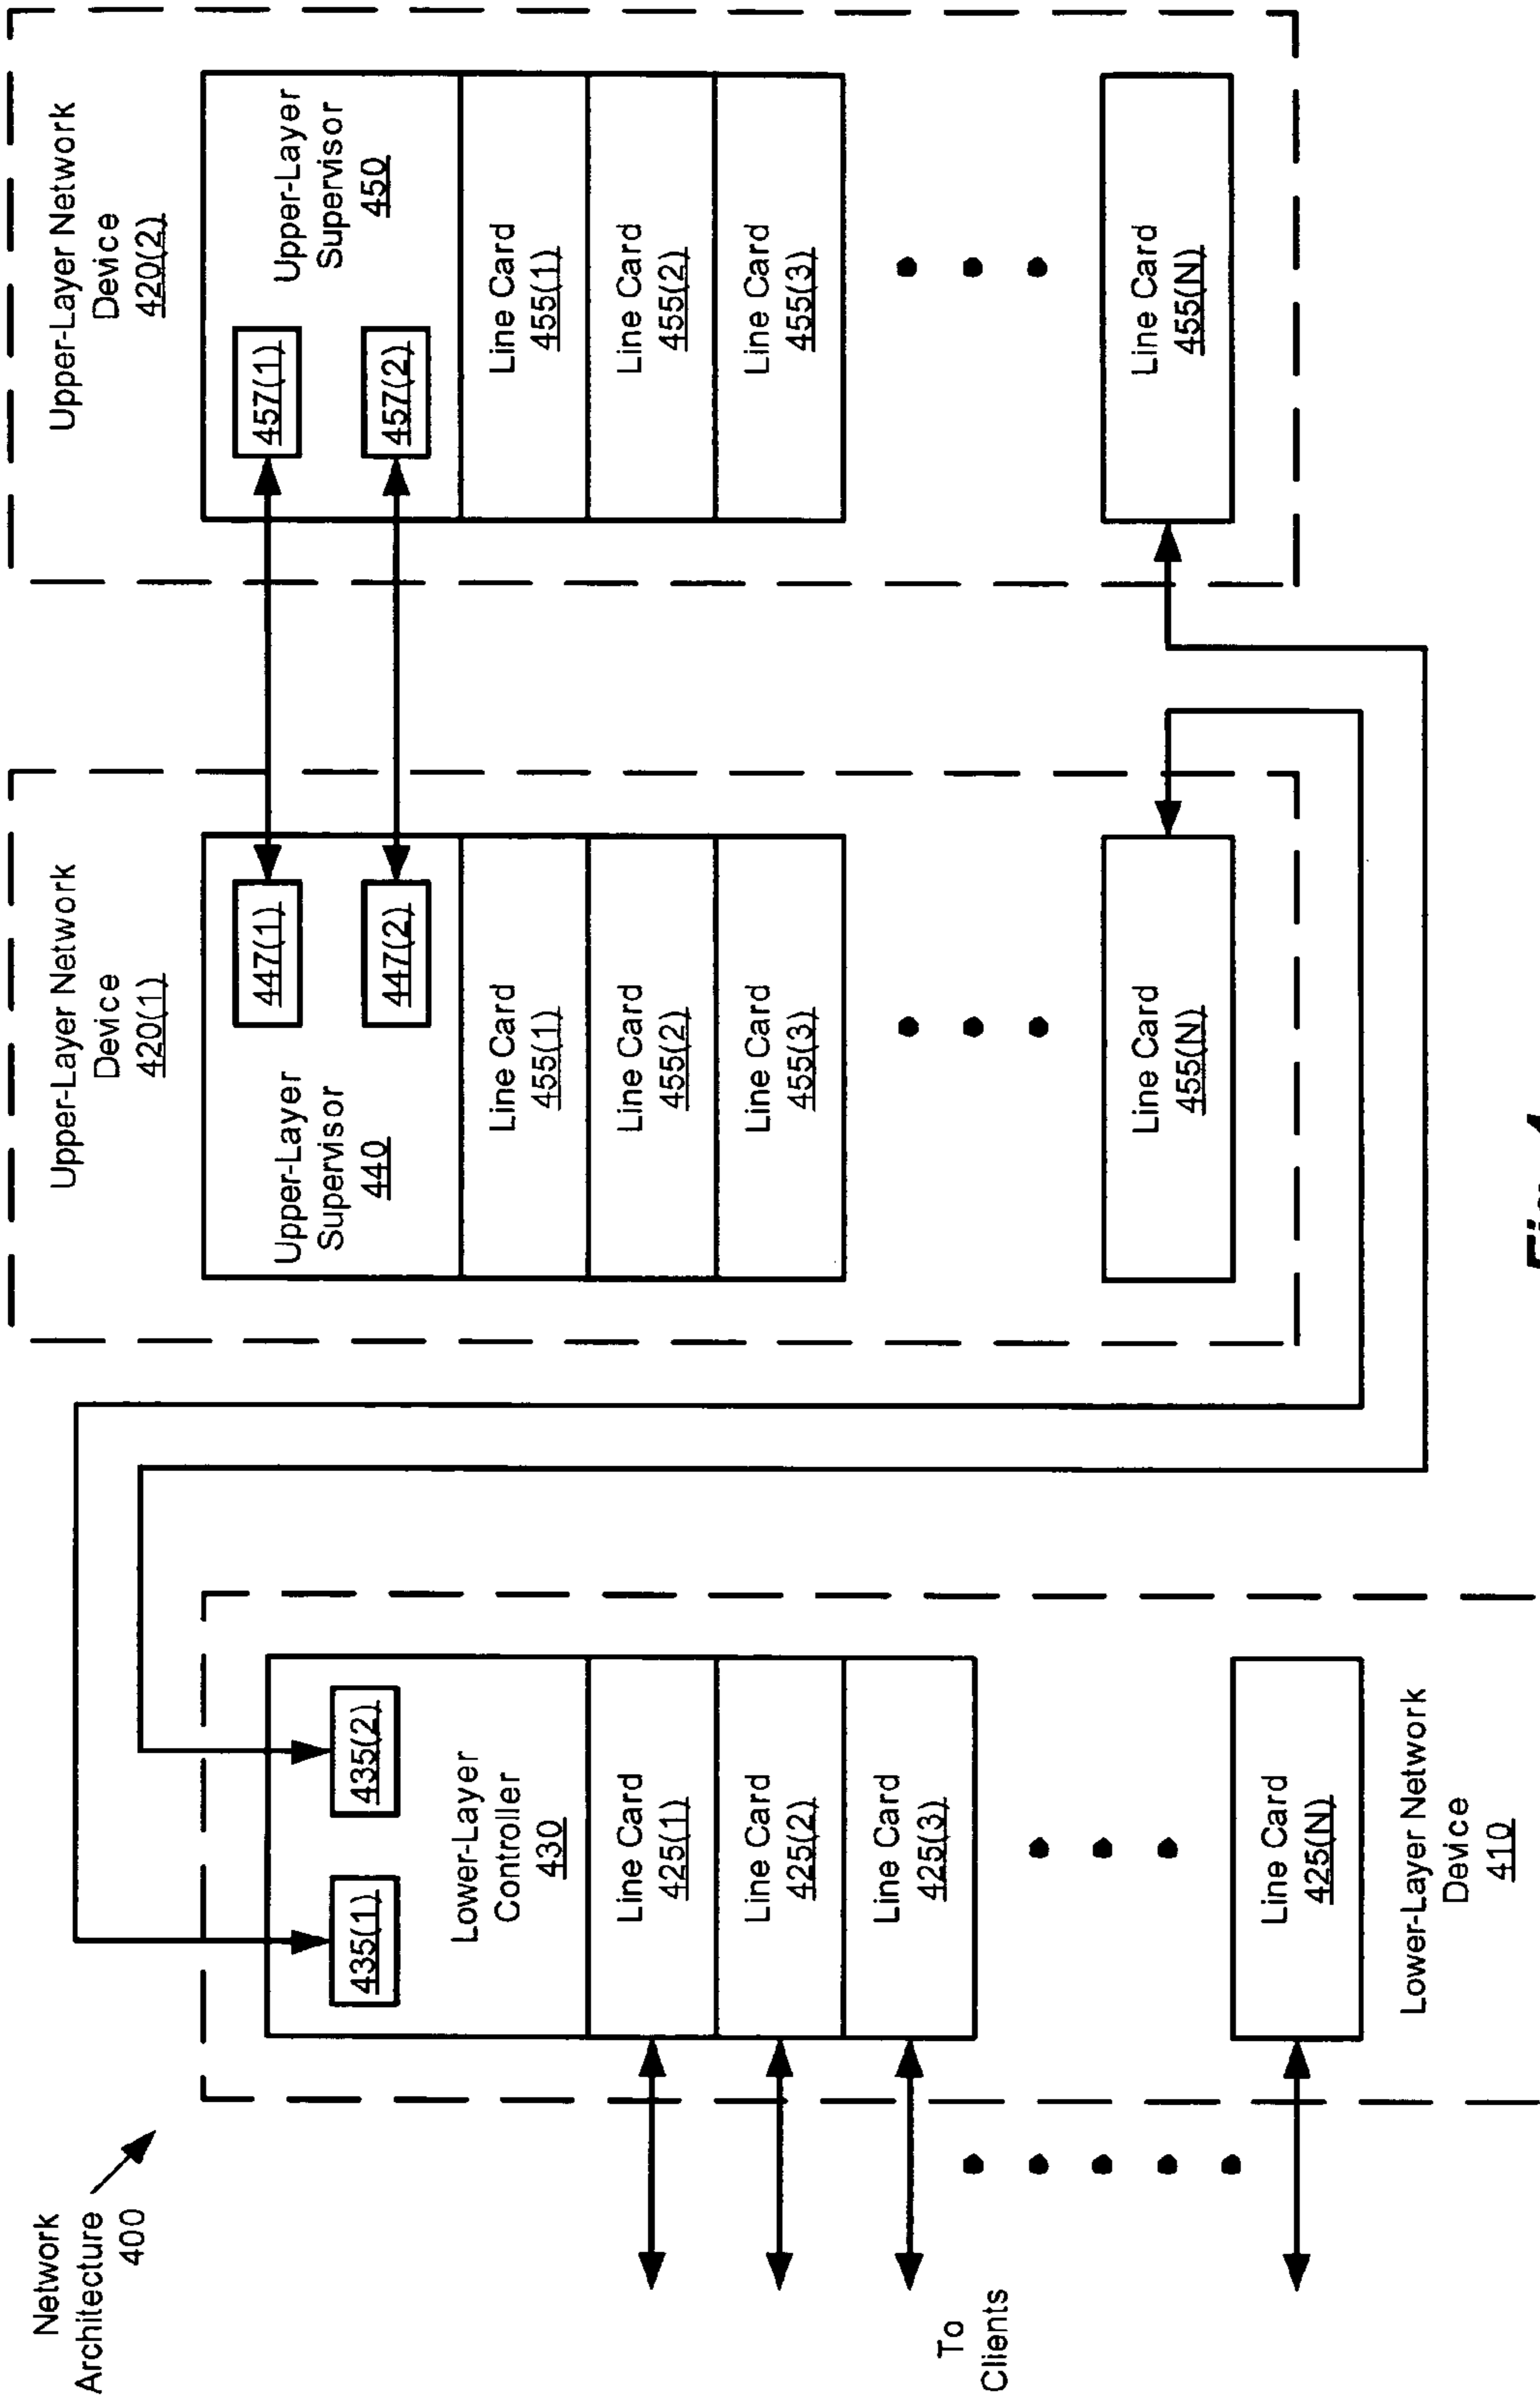 Network
Architecture
400
To
Clients
435(1)
435(2)
Lower-Layer
Controller
430
Line Card
425(1)
Line Card
425(2)
Line Card
425(3)
Line Card
425(N)
Lower-Layer Network
Device
410
Upper-Layer Network
Device
420(1)
Upper-Layer
Supervisor
440
447(1)
447(2)
Line Card
455(1)
Line Card
455(2)
Line Card
455(3)
Line Card
455(N)
Upper-Layer Network
Device
420(2)
457(1)
457(2)
Upper-Layer
Supervisor
450
Line Card
455(1)
Line Card
455(2)
Line Card
455(3)
Line Card
455(N)